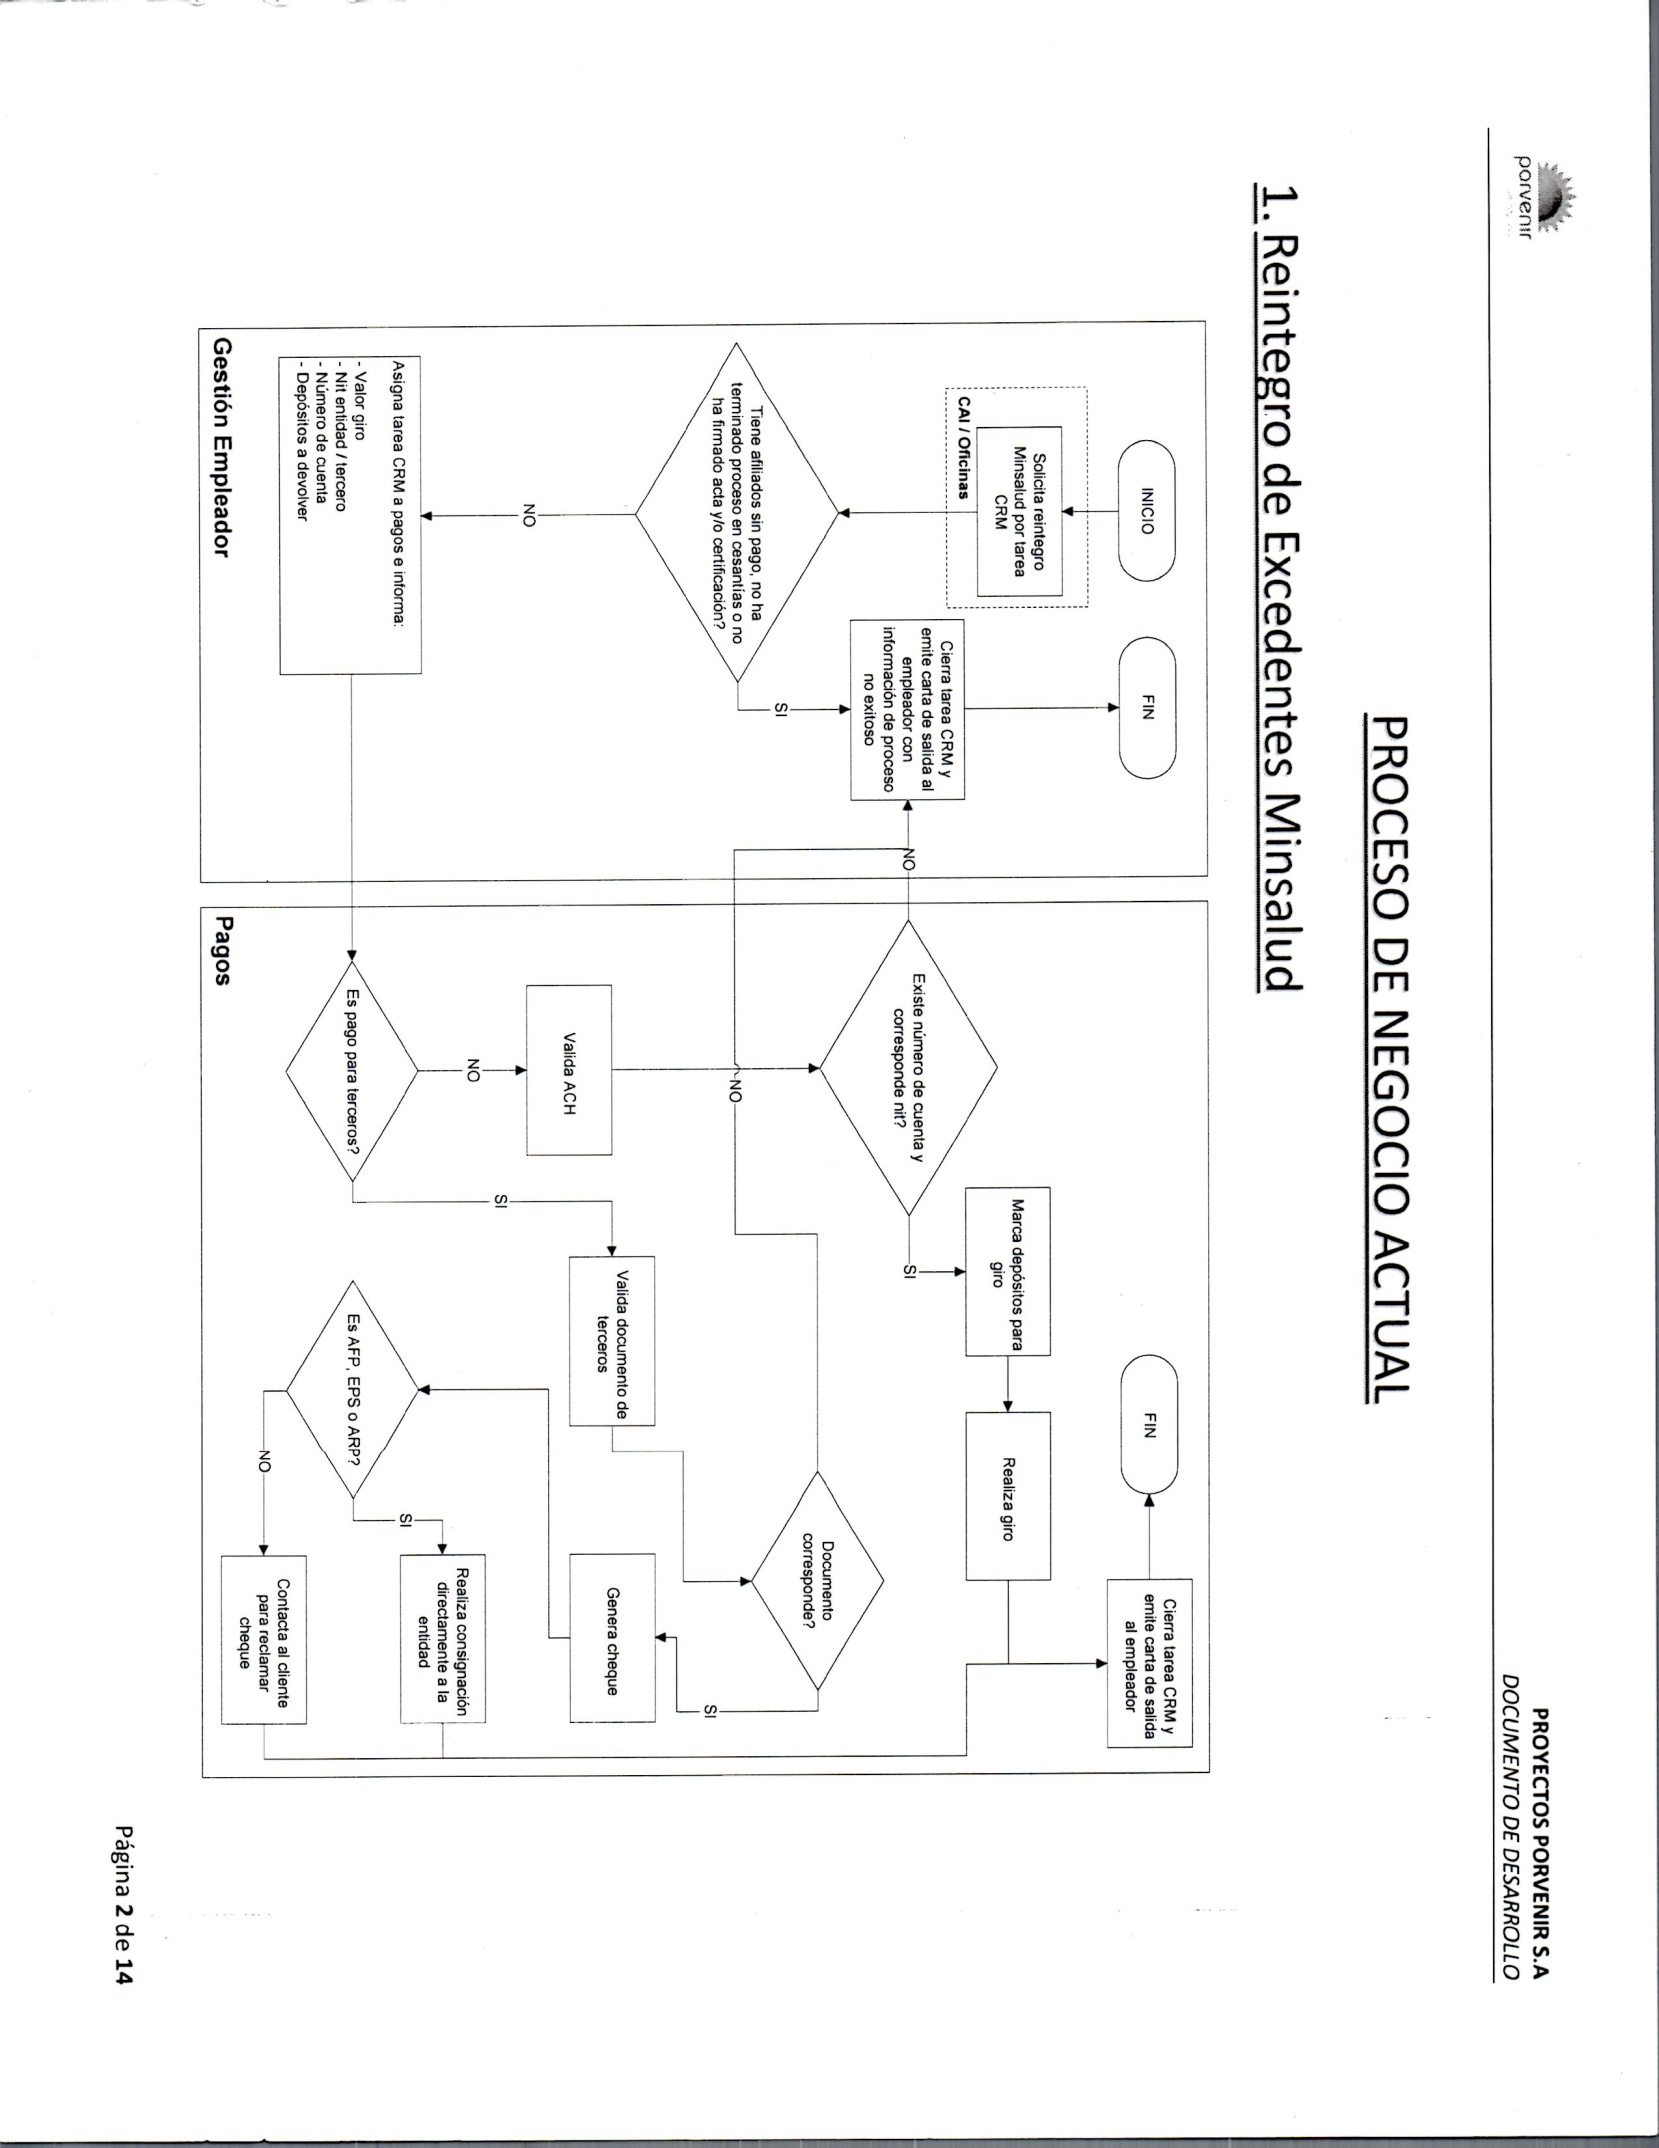 porvenir
PROYECTOS PORVENIR S.A
DOCUMENTO DE DESARROLLO
PROCESO DE NEGOCIO ACTUAL
1. Reintegro de Excedentes Minsalud
INICIO
FIN
Solicita reintegro
Minsalud por tarea
CRM
CAI / Oficinas
Cierra tarea CRM y
emite carta de salida al
empleador con
información de proceso
no exitoso
Tiene afiliados sin pago, no ha
terminado proceso en cesantías o no
ha firmado acta y/o certificación?
SI
NO
Asigna tarea CRM a pagos e informa:
- Valor giro
- Nit entidad / tercero
- Número de cuenta
- Depósitos a devolver
Gestión Empleador
FIN
Cierra tarea CRM y
emite carta de salida
al empleador
Marca depósitos para
giro
Realiza giro
Existe número de cuenta y
corresponde nit?
NO
SI
Documento
corresponde?
NO
SI
Valida ACH
Valida documento de
terceros
Genera cheque
NO
SI
Es pago para terceros?
Es AFP, EPS o ARP?
SI
NO
Realiza consignación
directamente a la
entidad
Contacta al cliente
para reclamar
cheque
Pagos
Página 2 de 14